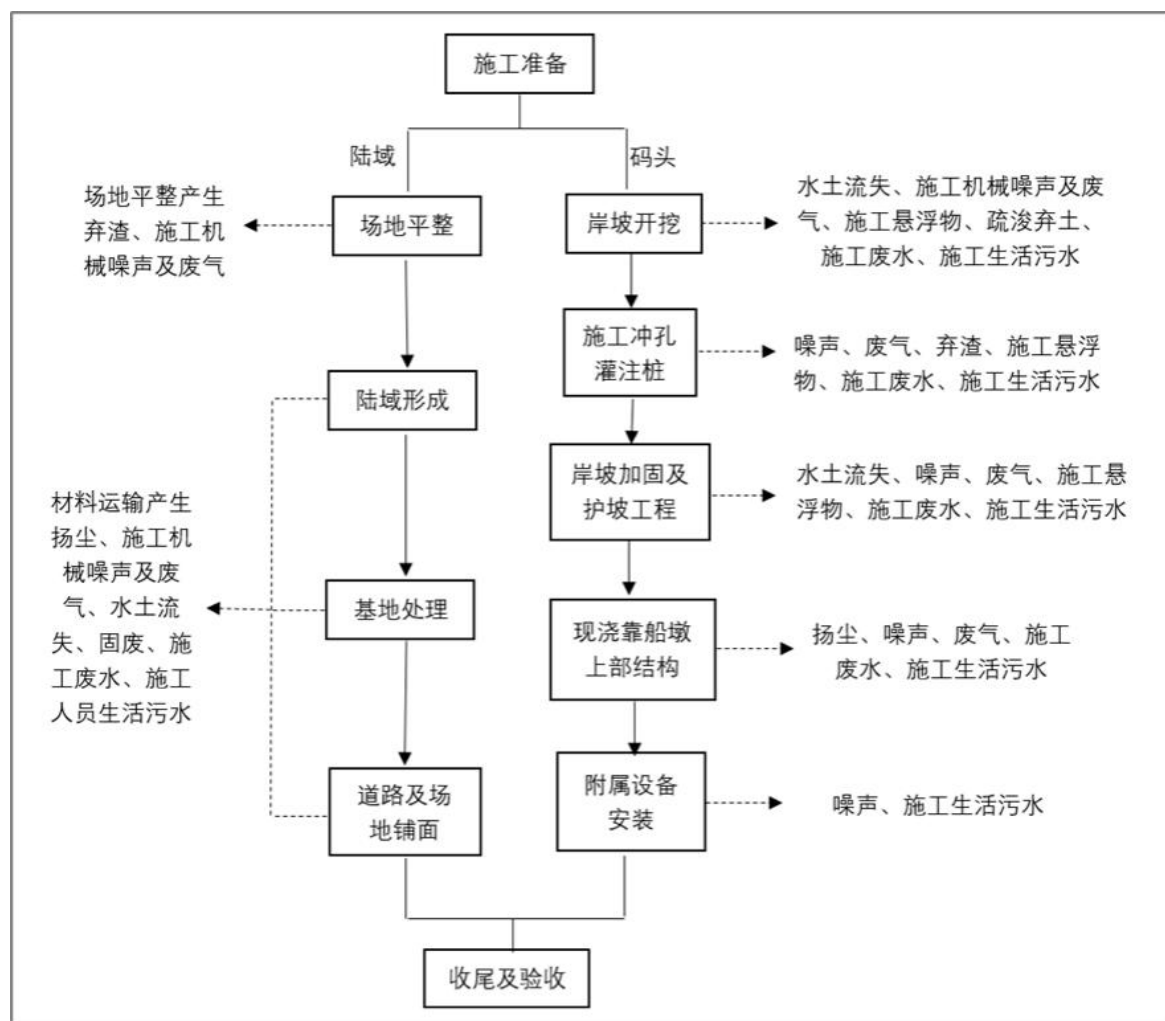 施工准备
陆域
码头
场地平整产生
弃渣、施工机
械噪声及废气
场地平整
岸坡开挖
水土流失、施工机械噪声及废
气、施工悬浮物、疏浚弃土、
施工废水、施工生活污水
施工冲孔
灌注桩
噪声、废气、弃渣、施工悬浮
物、施工废水、施工生活污水
陆域形成
岸坡加固及
护坡工程
水土流失、噪声、废气、施工悬
浮物、施工废水、施工生活污水
材料运输产生
扬尘、施工机
械噪声及废
气、水土流
失、固废、施
工废水、施工
人员生活污水
基地处理
现浇靠船墩
上部结构
扬尘、噪声、废气、施工
废水、施工生活污水
道路及场
地铺面
附属设备
安装
噪声、施工生活污水
收尾及验收